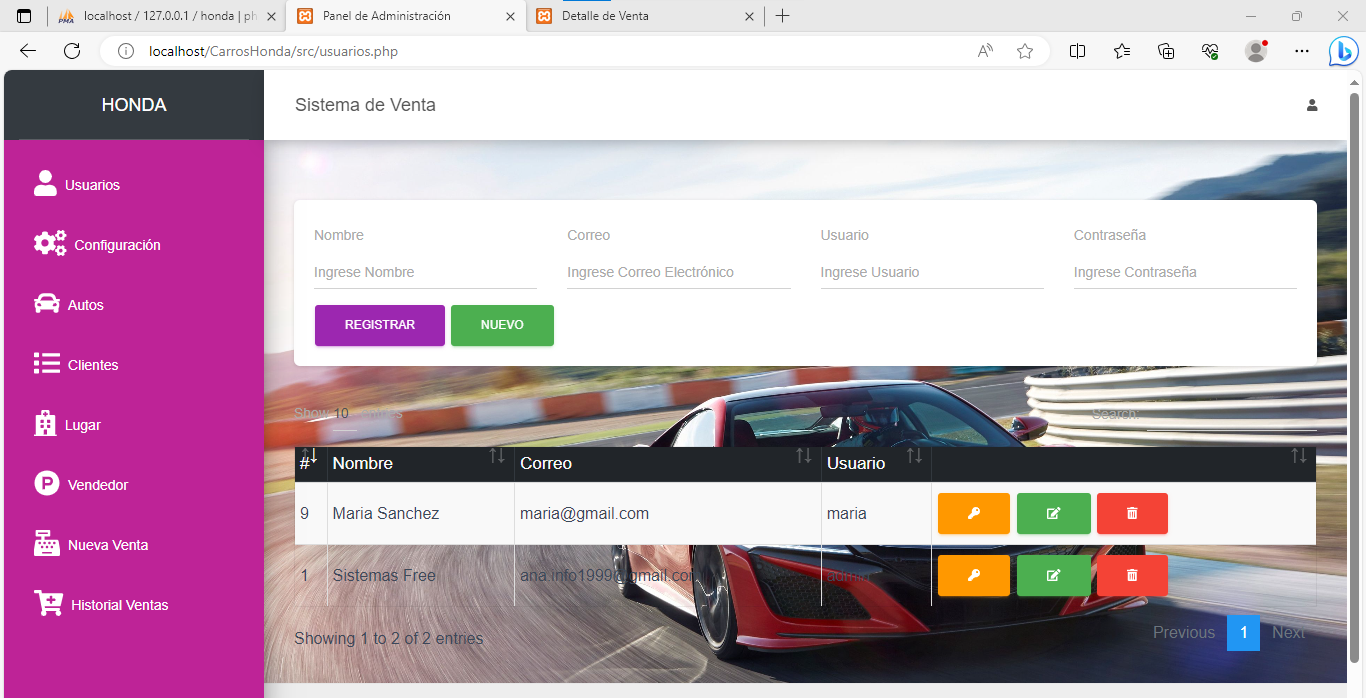 localhost / 127.0.0.1 / honda | ph
Panel de Administración
Detalle de Venta
localhost/CarrosHonda/src/usuarios.php
HONDA
Sistema de Venta
Usuarios
Configuración
Autos
Clientes
Lugar
Vendedor
Nueva Venta
Historial Ventas
Nombre Correo Usuario Contraseña
Ingrese Nombre Ingrese Correo Electrónico Ingrese Usuario Ingrese Contraseña
REGISTRAR NUEVO
Show 10 entries Search:
# Nombre Correo Usuario
9 Maria Sanchez maria@gmail.com maria
1 Sistemas Free ana.info1999@gmail.com admin
Showing 1 to 2 of 2 entries
Previous 1 Next